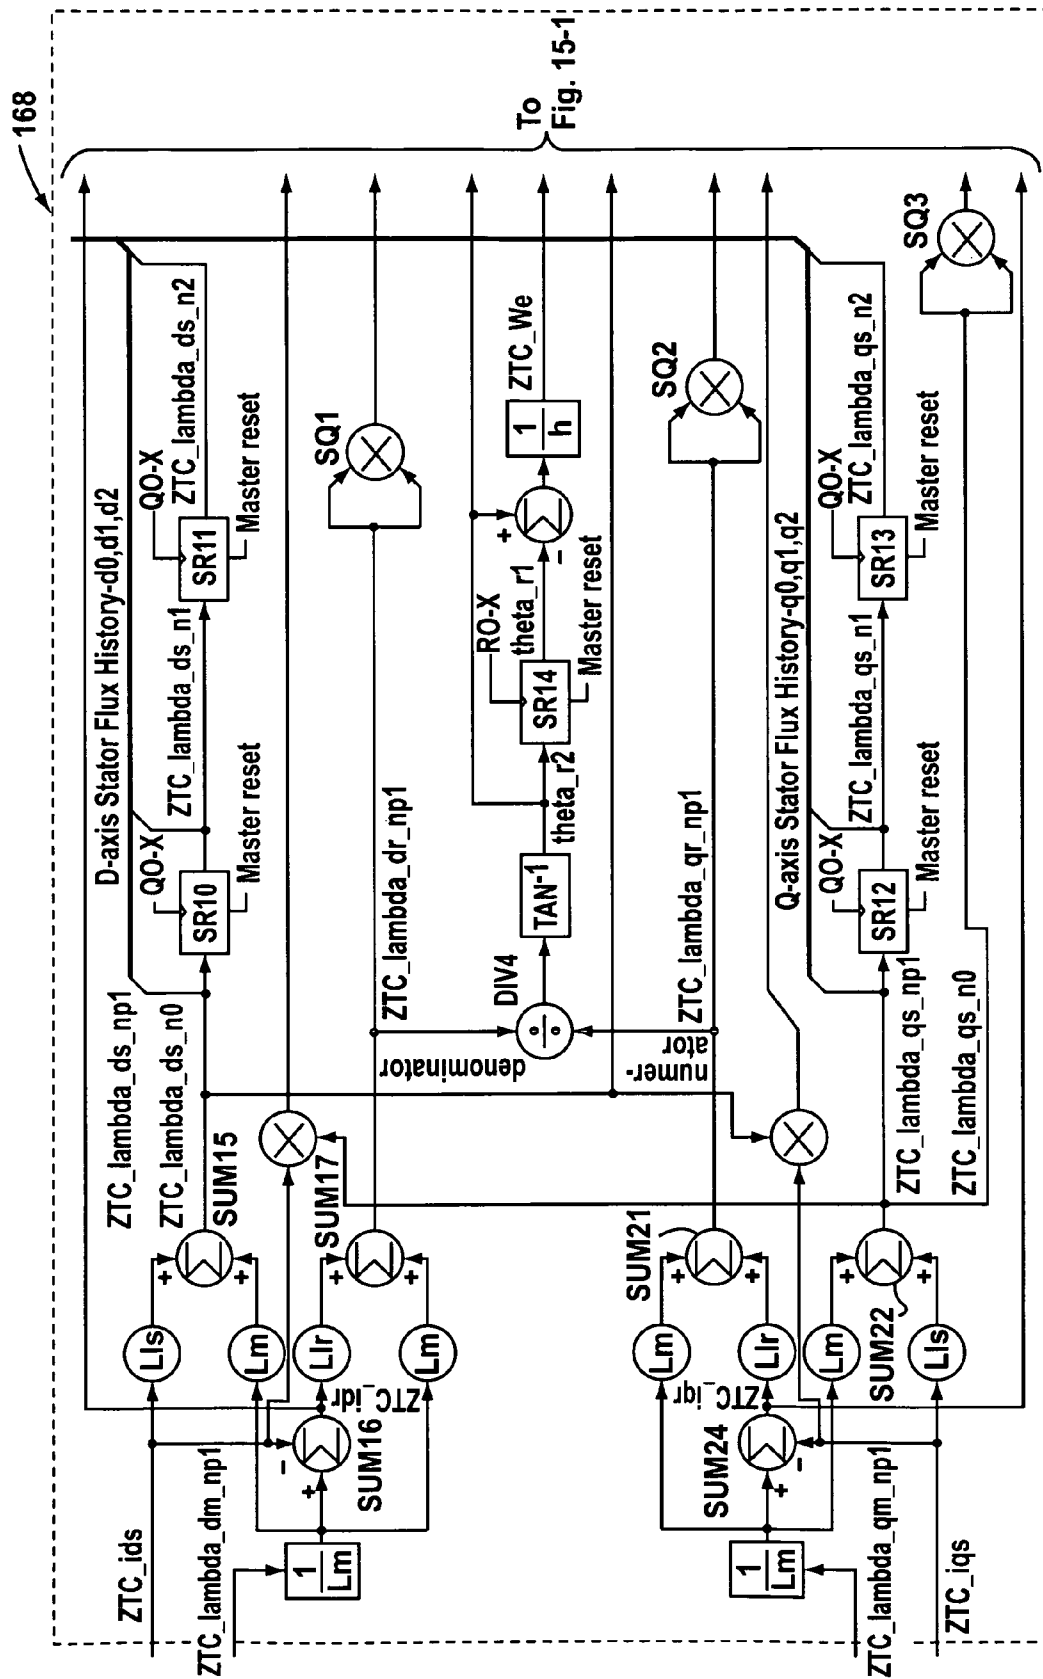 168
To
Fig. 15-1
D-axis Stator Flux History-d0,d1,d2
QO-X
ZTC_lambda_ds_n2
SR11
Master reset
ZTC_lambda_ds_n1
QO-X
SR10
Master reset
ZTC_lambda_ds_np1
ZTC_lambda_ds_n0
SUM15
Lls
Lm
ZTC_ids
SUM17
Llr
Lm
ZTC_idr
SUM16
+
-
+
+
+
+
ZTC_lambda_dm_np1
1
Lm
SQ1
ZTC_lambda_dr_np1
denominator
DIV4
TAN-1
theta_r2
RO-X
theta_r1
SR14
Master reset
+
-
1
h
ZTC_We
numer-
ator
ZTC_lambda_qr_np1
SQ2
SUM21
Lm
Llr
+
+
ZTC_iqr
SUM24
+
-
1
Lm
ZTC_lambda_qm_np1
Lm
Lls
+
+
SUM22
ZTC_iqs
Q-axis Stator Flux History-q0,q1,q2
QO-X
ZTC_lambda_qs_n2
SR13
Master reset
ZTC_lambda_qs_n1
QO-X
SR12
Master reset
ZTC_lambda_qs_np1
ZTC_lambda_qs_n0
SQ3